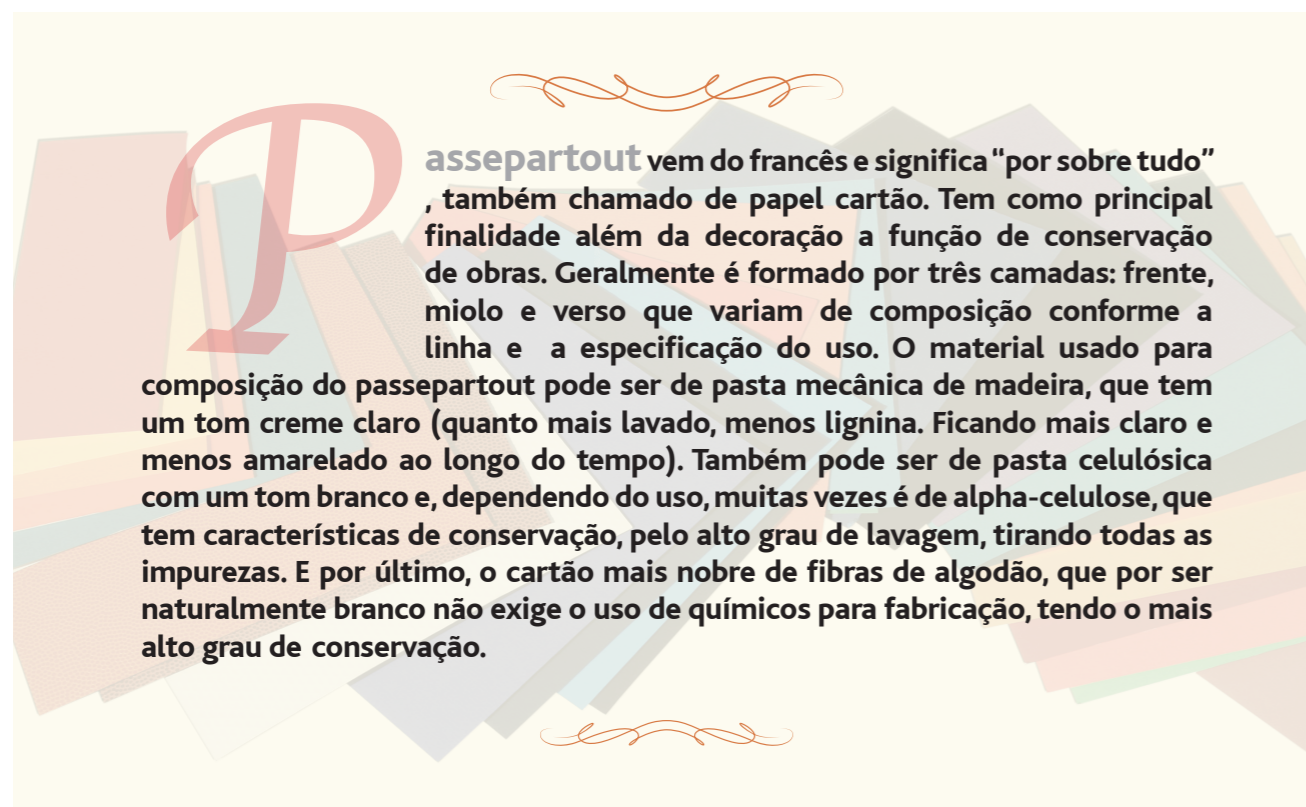 Passepartout vem do francês e significa “por sobre tudo”
, também chamado de papel cartão. Tem como principal
finalidade além da decoração a função de conservação
de obras. Geralmente é formado por três camadas: frente,
miolo e verso que variam de composição conforme a
linha e a especificação do uso. O material usado para
composição do passepartout pode ser de pasta mecânica de madeira, que tem
um tom creme claro (quanto mais lavado, menos lignina. Ficando mais claro e
menos amarelado ao longo do tempo). Também pode ser de pasta celulósica
com um tom branco e, dependendo do uso, muitas vezes é de alpha-celulose, que
tem características de conservação, pelo alto grau de lavagem, tirando todas as
impurezas. E por último, o cartão mais nobre de fibras de algodão, que por ser
naturalmente branco não exige o uso de químicos para fabricação, tendo o mais
alto grau de conservação.